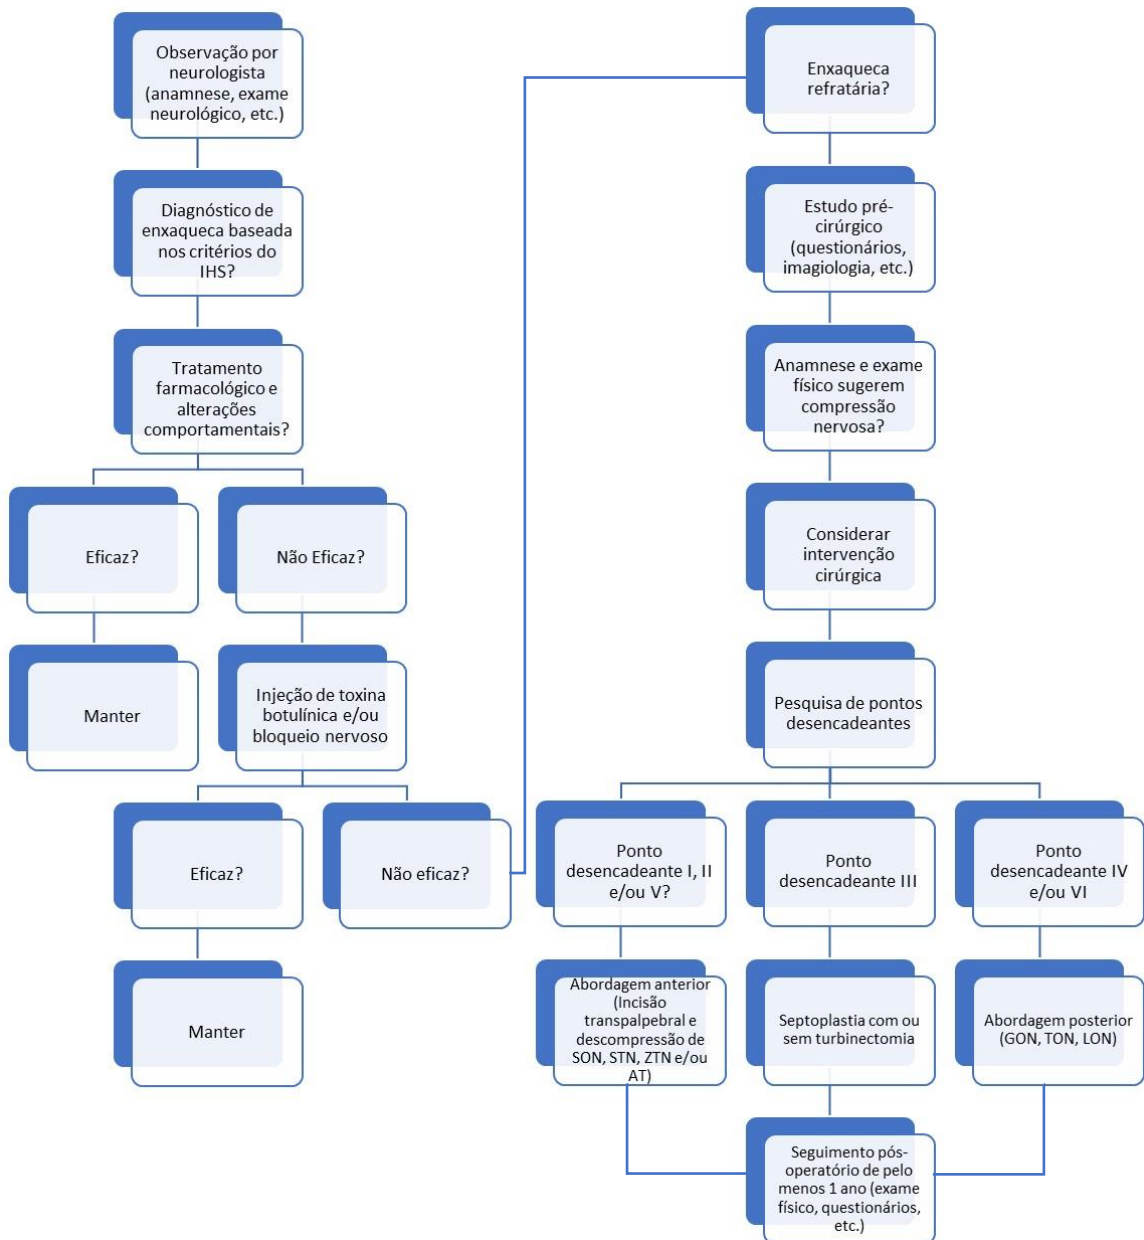 Observação por
neurologista
(anamnese, exame
neurológico, etc.)
Diagnóstico de
enxaqueca baseada
nos critérios do
IHS?
Tratamento
farmacológico e
alterações
comportamentais?
Eficaz?
Não Eficaz?
Manter
Injeção de toxina
botulínica e/ou
bloqueio nervoso
Eficaz?
Não eficaz?
Manter
Enxaqueca
refratária?
Estudo pré-
cirúrgico
(questionários,
imagiologia, etc.)
Anamnese e exame
físico sugerem
compressão
nervosa?
Considerar
intervenção
cirúrgica
Pesquisa de pontos
desencadeantes
Ponto
desencadeante I, II
e/ou V?
Ponto
desencadeante III
Ponto
desencadeante IV
e/ou VI
Abordagem anterior
(Incisão
transpalpebral e
descompressão de
SON, STN, ZTN e/ou
AT)
Septoplastia com ou
sem turbinectomia
Abordagem posterior
(GON, TON, LON)
Seguimento pós-
operatório de pelo
menos 1 ano (exame
físico, questionários,
etc.)